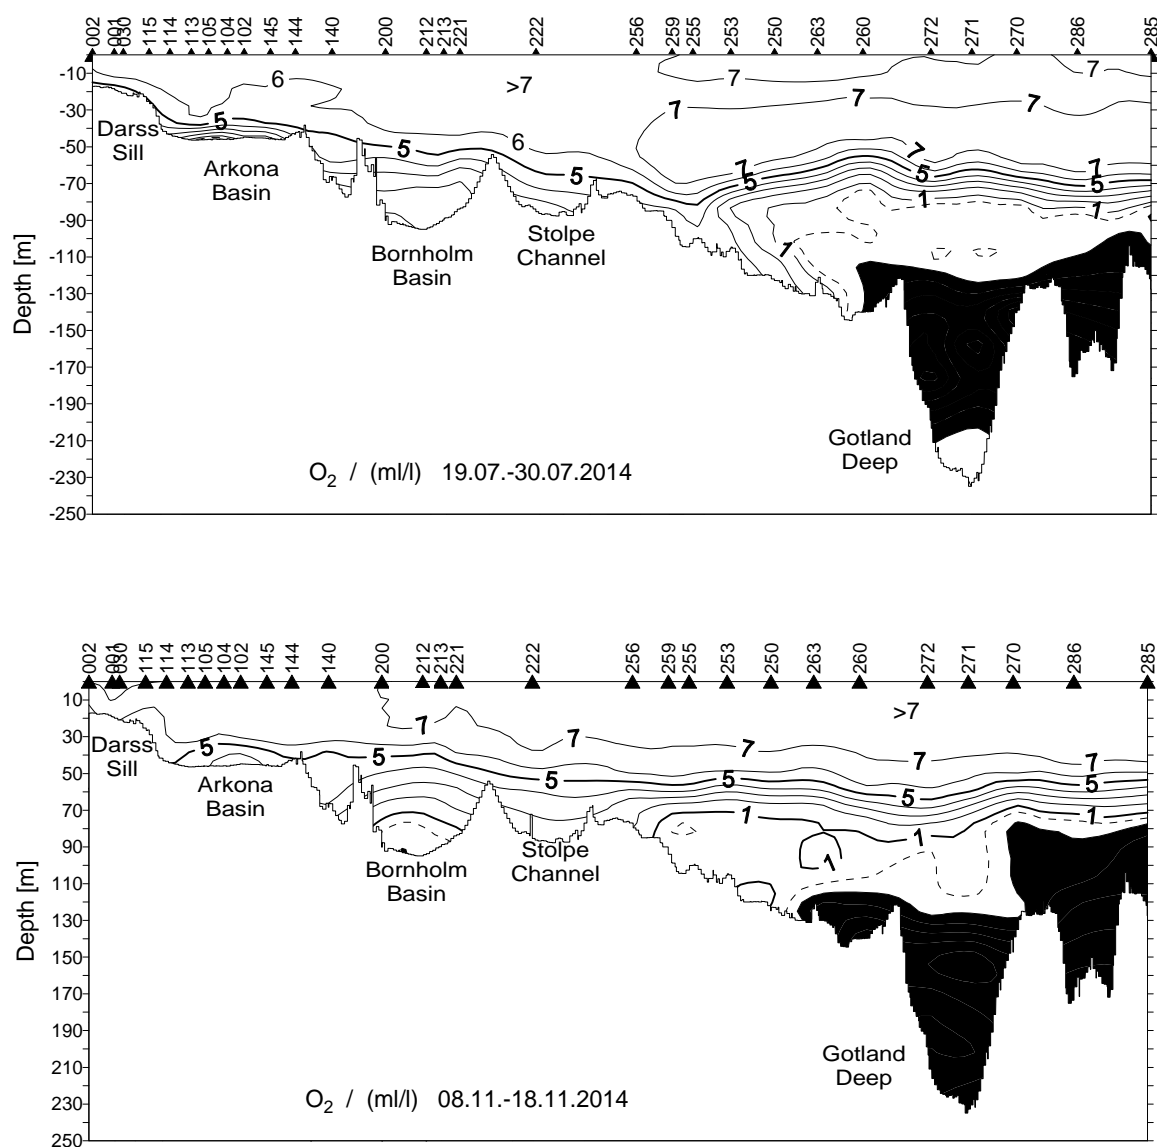 002 001 030 115 114 113 105 104 102 145 144 140 200 212 213 221 222 256 259 255 253 250 263 260 272 271 270 286 285
-10
-30
-50
-70
-90
-110
-130
-150
-170
-190
-210
-230
-250
Depth [m]
6
>7
7
7
7
7
7
5
6
5
5
7
7
7
5
5
5
1
1
1
Darss
Sill
Arkona
Basin
Bornholm
Basin
Stolpe
Channel
Gotland
Deep
O2 / (ml/l) 19.07.-30.07.2014
002 001 030 115 114 113 105 104 102 145 144 140 200 212 213 221 222 256 259 255 253 250 263 260 272 271 270 286 285
10
30
50
70
90
110
130
150
170
190
210
230
250
Depth [m]
>7
7
7
7
7
7
5
5
5
5
5
5
1
1
1
1
Darss
Sill
Arkona
Basin
Bornholm
Basin
Stolpe
Channel
Gotland
Deep
O2 / (ml/l) 08.11.-18.11.2014